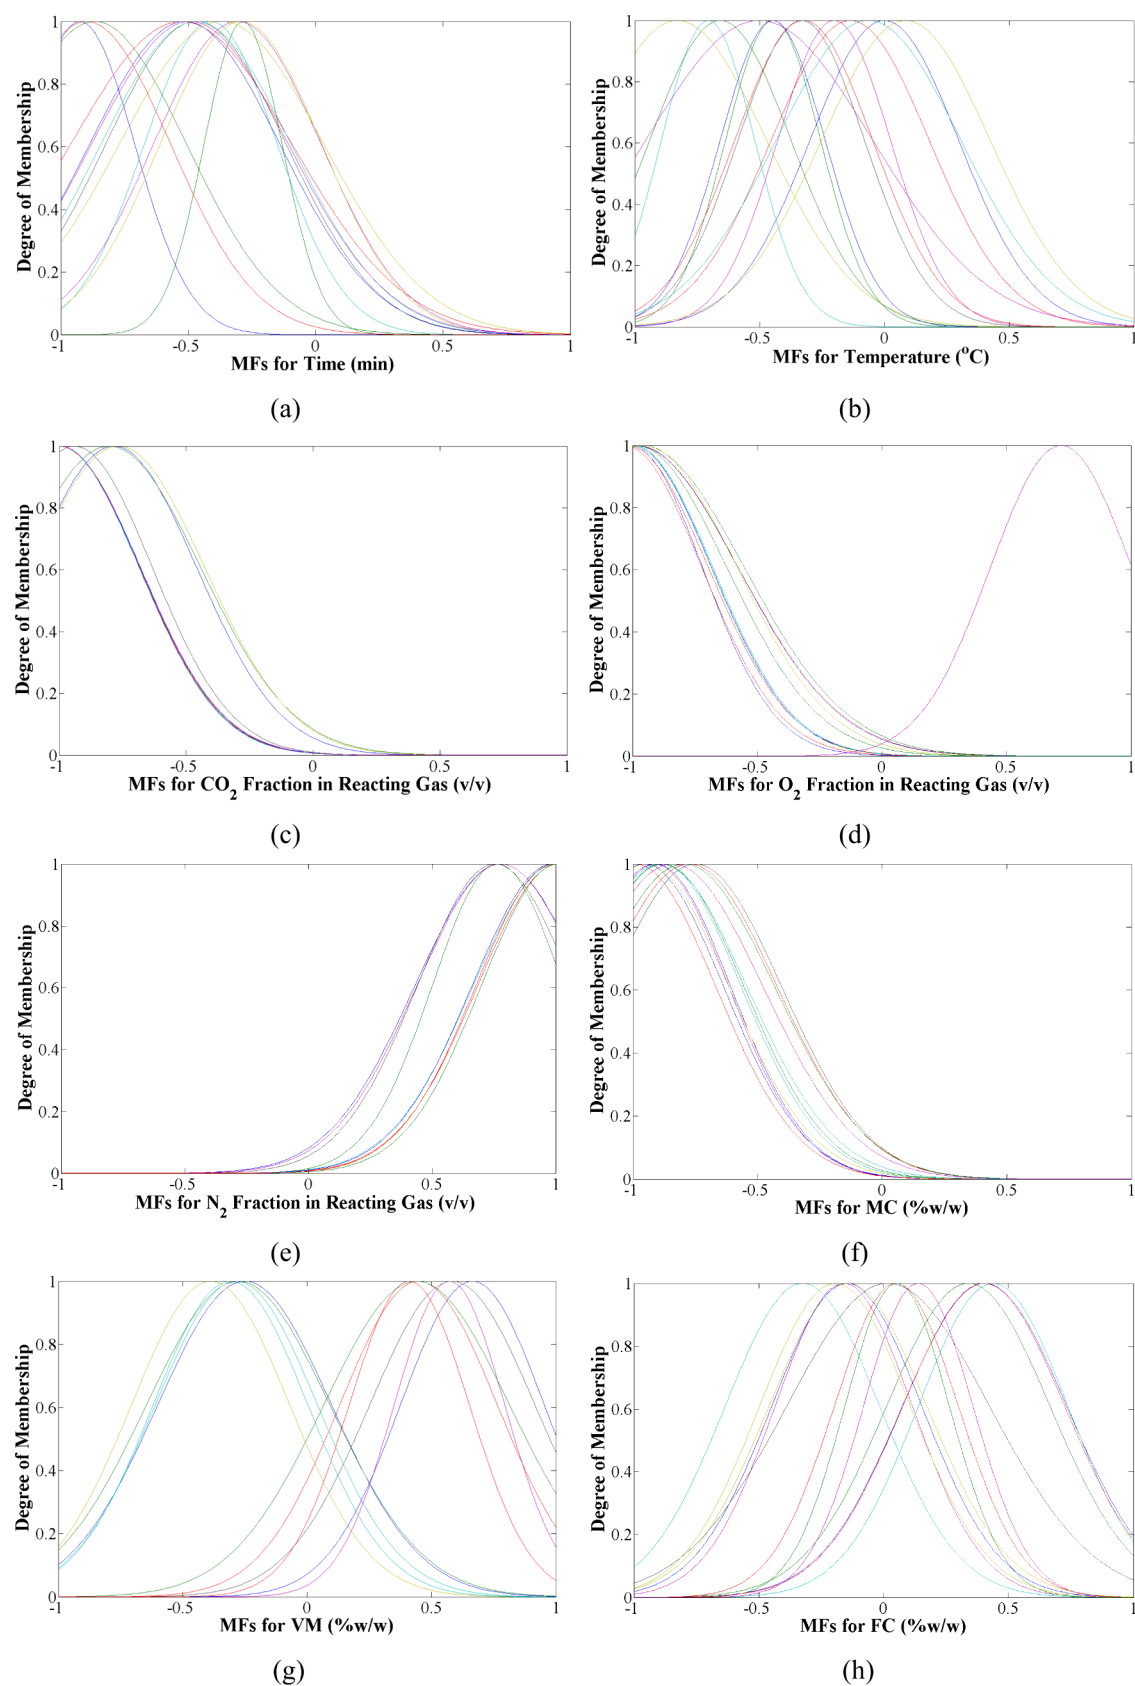 1
0.8
0.6
0.4
0.2
0
Degree of Membership
-1 -0.5 0 0.5 1
MFs for Time (min)
(a)
1
0.8
0.6
0.4
0.2
0
Degree of Membership
-1 -0.5 0 0.5 1
MFs for Temperature (°C)
(b)
1
0.8
0.6
0.4
0.2
0
Degree of Membership
-1 -0.5 0 0.5 1
MFs for CO₂ Fraction in Reacting Gas (v/v)
(c)
1
0.8
0.6
0.4
0.2
0
Degree of Membership
-1 -0.5 0 0.5 1
MFs for O₂ Fraction in Reacting Gas (v/v)
(d)
1
0.8
0.6
0.4
0.2
0
Degree of Membership
-1 -0.5 0 0.5 1
MFs for N₂ Fraction in Reacting Gas (v/v)
(e)
1
0.8
0.6
0.4
0.2
0
Degree of Membership
-1 -0.5 0 0.5 1
MFs for MC (%w/w)
(f)
1
0.8
0.6
0.4
0.2
0
Degree of Membership
-1 -0.5 0 0.5 1
MFs for VM (%w/w)
(g)
1
0.8
0.6
0.4
0.2
0
Degree of Membership
-1 -0.5 0 0.5 1
MFs for FC (%w/w)
(h)